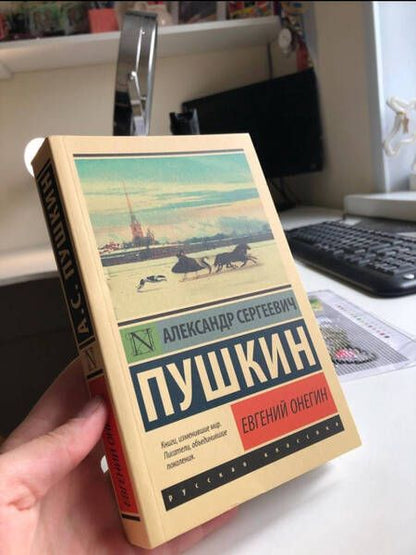 АЛЕКСАНДР СЕРГЕЕВИЧ
ПУШКИН
ЕВГЕНИЙ ОНЕГИН
Книги, изменившие мир.
Писатели, объединившие
поколения.
русская классика
А.С. ПУШКИН
N